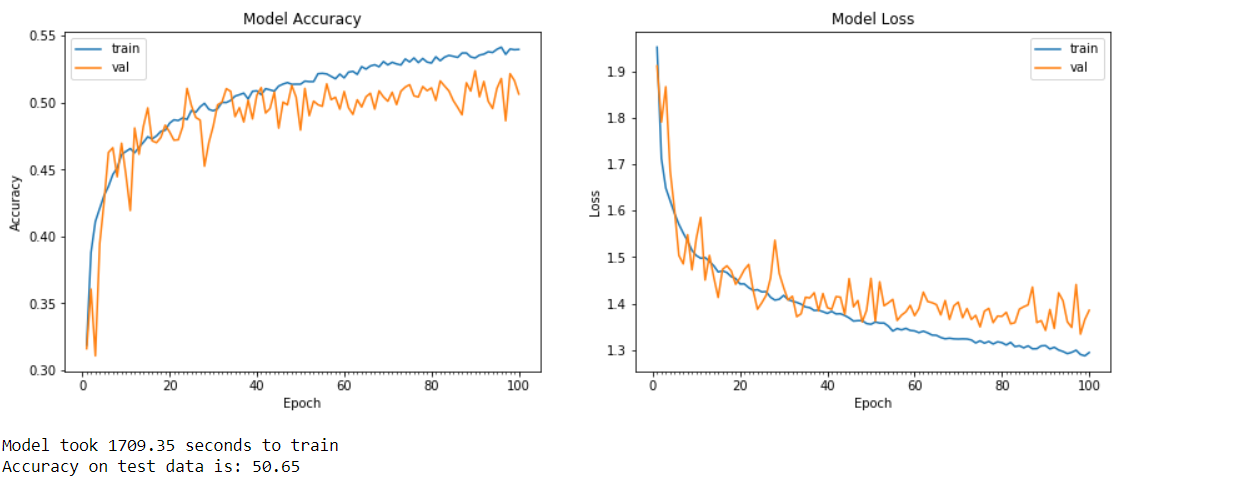 Model Accuracy
0.55
0.50
0.45
0.40
0.35
0.30
Accuracy
train
val
0
20
40
60
80
100
Epoch
Model Loss
1.9
1.8
1.7
1.6
1.5
1.4
1.3
Loss
train
val
0
20
40
60
80
100
Epoch
Model took 1709.35 seconds to train
Accuracy on test data is: 50.65